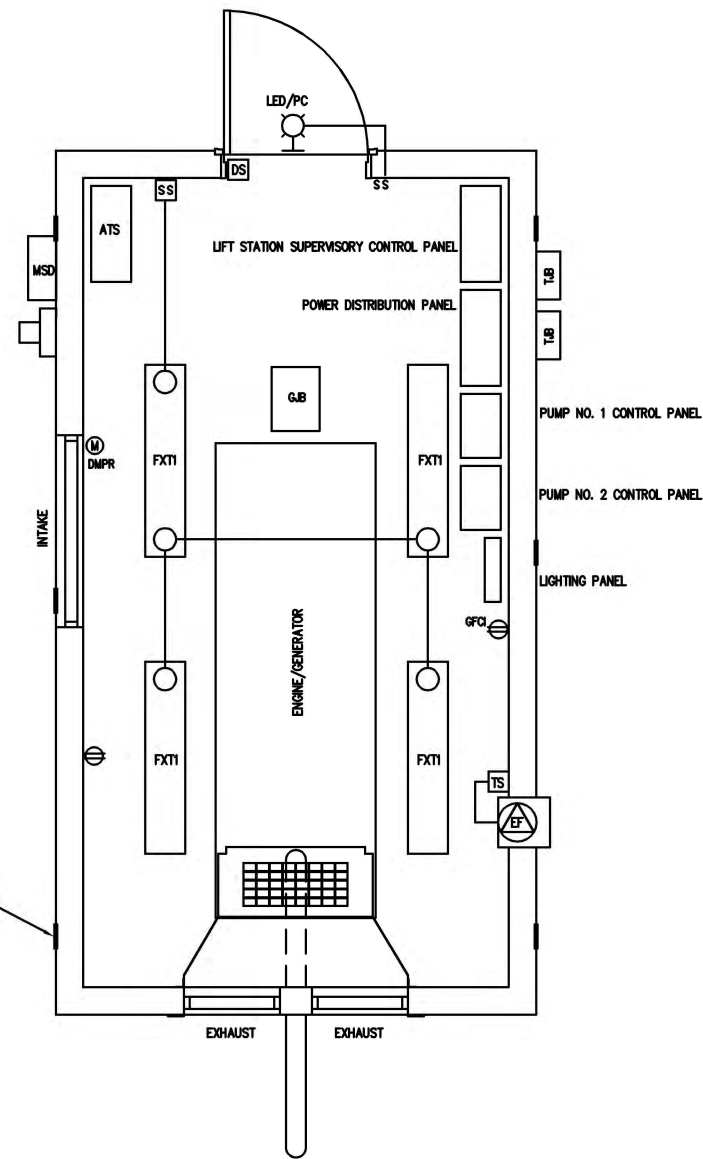 LED/PC
DS
SS
SS
ATS
LIFT STATION SUPERVISORY CONTROL PANEL
MSD
TJB
POWER DISTRIBUTION PANEL
TJB
GJB
PUMP NO. 1 CONTROL PANEL
M
DMPR
FXT1
FXT1
PUMP NO. 2 CONTROL PANEL
INTAKE
LIGHTING PANEL
GFCI
ENGINE/GENERATOR
FXT1
FXT1
TS
EF
EXHAUST
EXHAUST